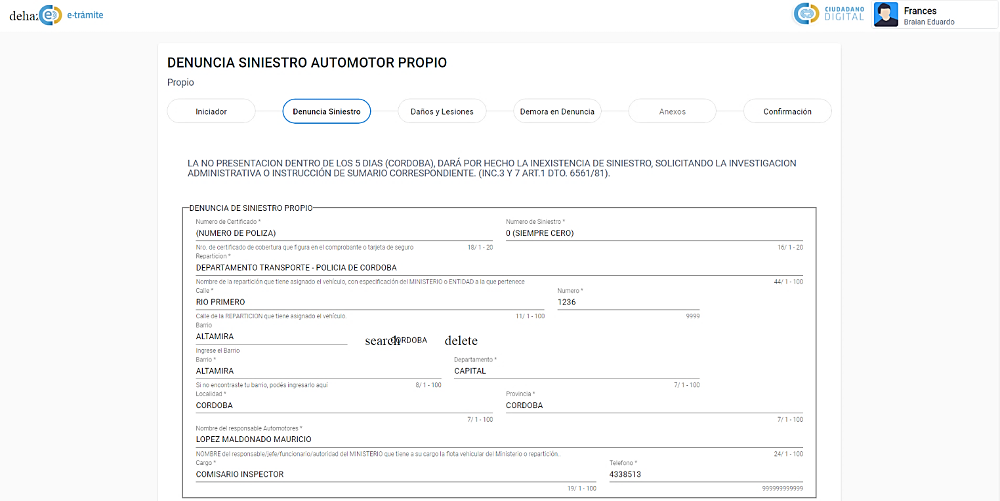 dehaz e-trámite
CIUDADANO
DIGITAL
Frances
Braian Eduardo
DENUNCIA SINIESTRO AUTOMOTOR PROPIO
Propio
Iniciador Denuncia Siniestro Daños y Lesiones Demora en Denuncia Anexos Confirmación
LA NO PRESENTACION DENTRO DE LOS 5 DIAS (CORDOBA), DARÁ POR HECHO LA INEXISTENCIA DE SINIESTRO, SOLICITANDO LA INVESTIGACION
ADMINISTRATIVA O INSTRUCCIÓN DE SUMARIO CORRESPONDIENTE. (INC.3 Y 7 ART.1 DTO. 6561/81).
DENUNCIA DE SINIESTRO PROPIO
Numero de Certificado * Numero de Siniestro *
(NUMERO DE POLIZA) 0 (SIEMPRE CERO)
Nro. de certificado de cobertura que figura en el comprobante o tarjeta de seguro 18/ 1 - 20 16/ 1 - 20
Reparticion *
DEPARTAMENTO TRANSPORTE - POLICIA DE CORDOBA
Nombre de la repartición que tiene asignado el vehículo, con especificación del MINISTERIO o ENTIDAD a la que pertenece 44/ 1 - 100
Calle * Numero *
RIO PRIMERO 1236
Calle de la REPARTICION que tiene asignado el vehículo. 11/ 1 - 100 9999
Barrio
ALTAMIRA search CORDOBA delete
Ingrese el Barrio
Barrio * Departamento *
ALTAMIRA CAPITAL
Si no encontraste tu barrio, podés ingresarlo aquí 8/ 1 - 100 7/ 1 - 100
Localidad * Provincia *
CORDOBA CORDOBA
7/ 1 - 100 7/ 1 - 100
Nombre del responsable Automotores *
LOPEZ MALDONADO MAURICIO
NOMBRE del responsable/jefe/funcionario/autoridad del MINISTERIO que tiene a su cargo la flota vehicular del Ministerio o repartición.. 24/ 1 - 100
Cargo * Telefono *
COMISARIO INSPECTOR 4338513
19/ 1 - 100 999999999999